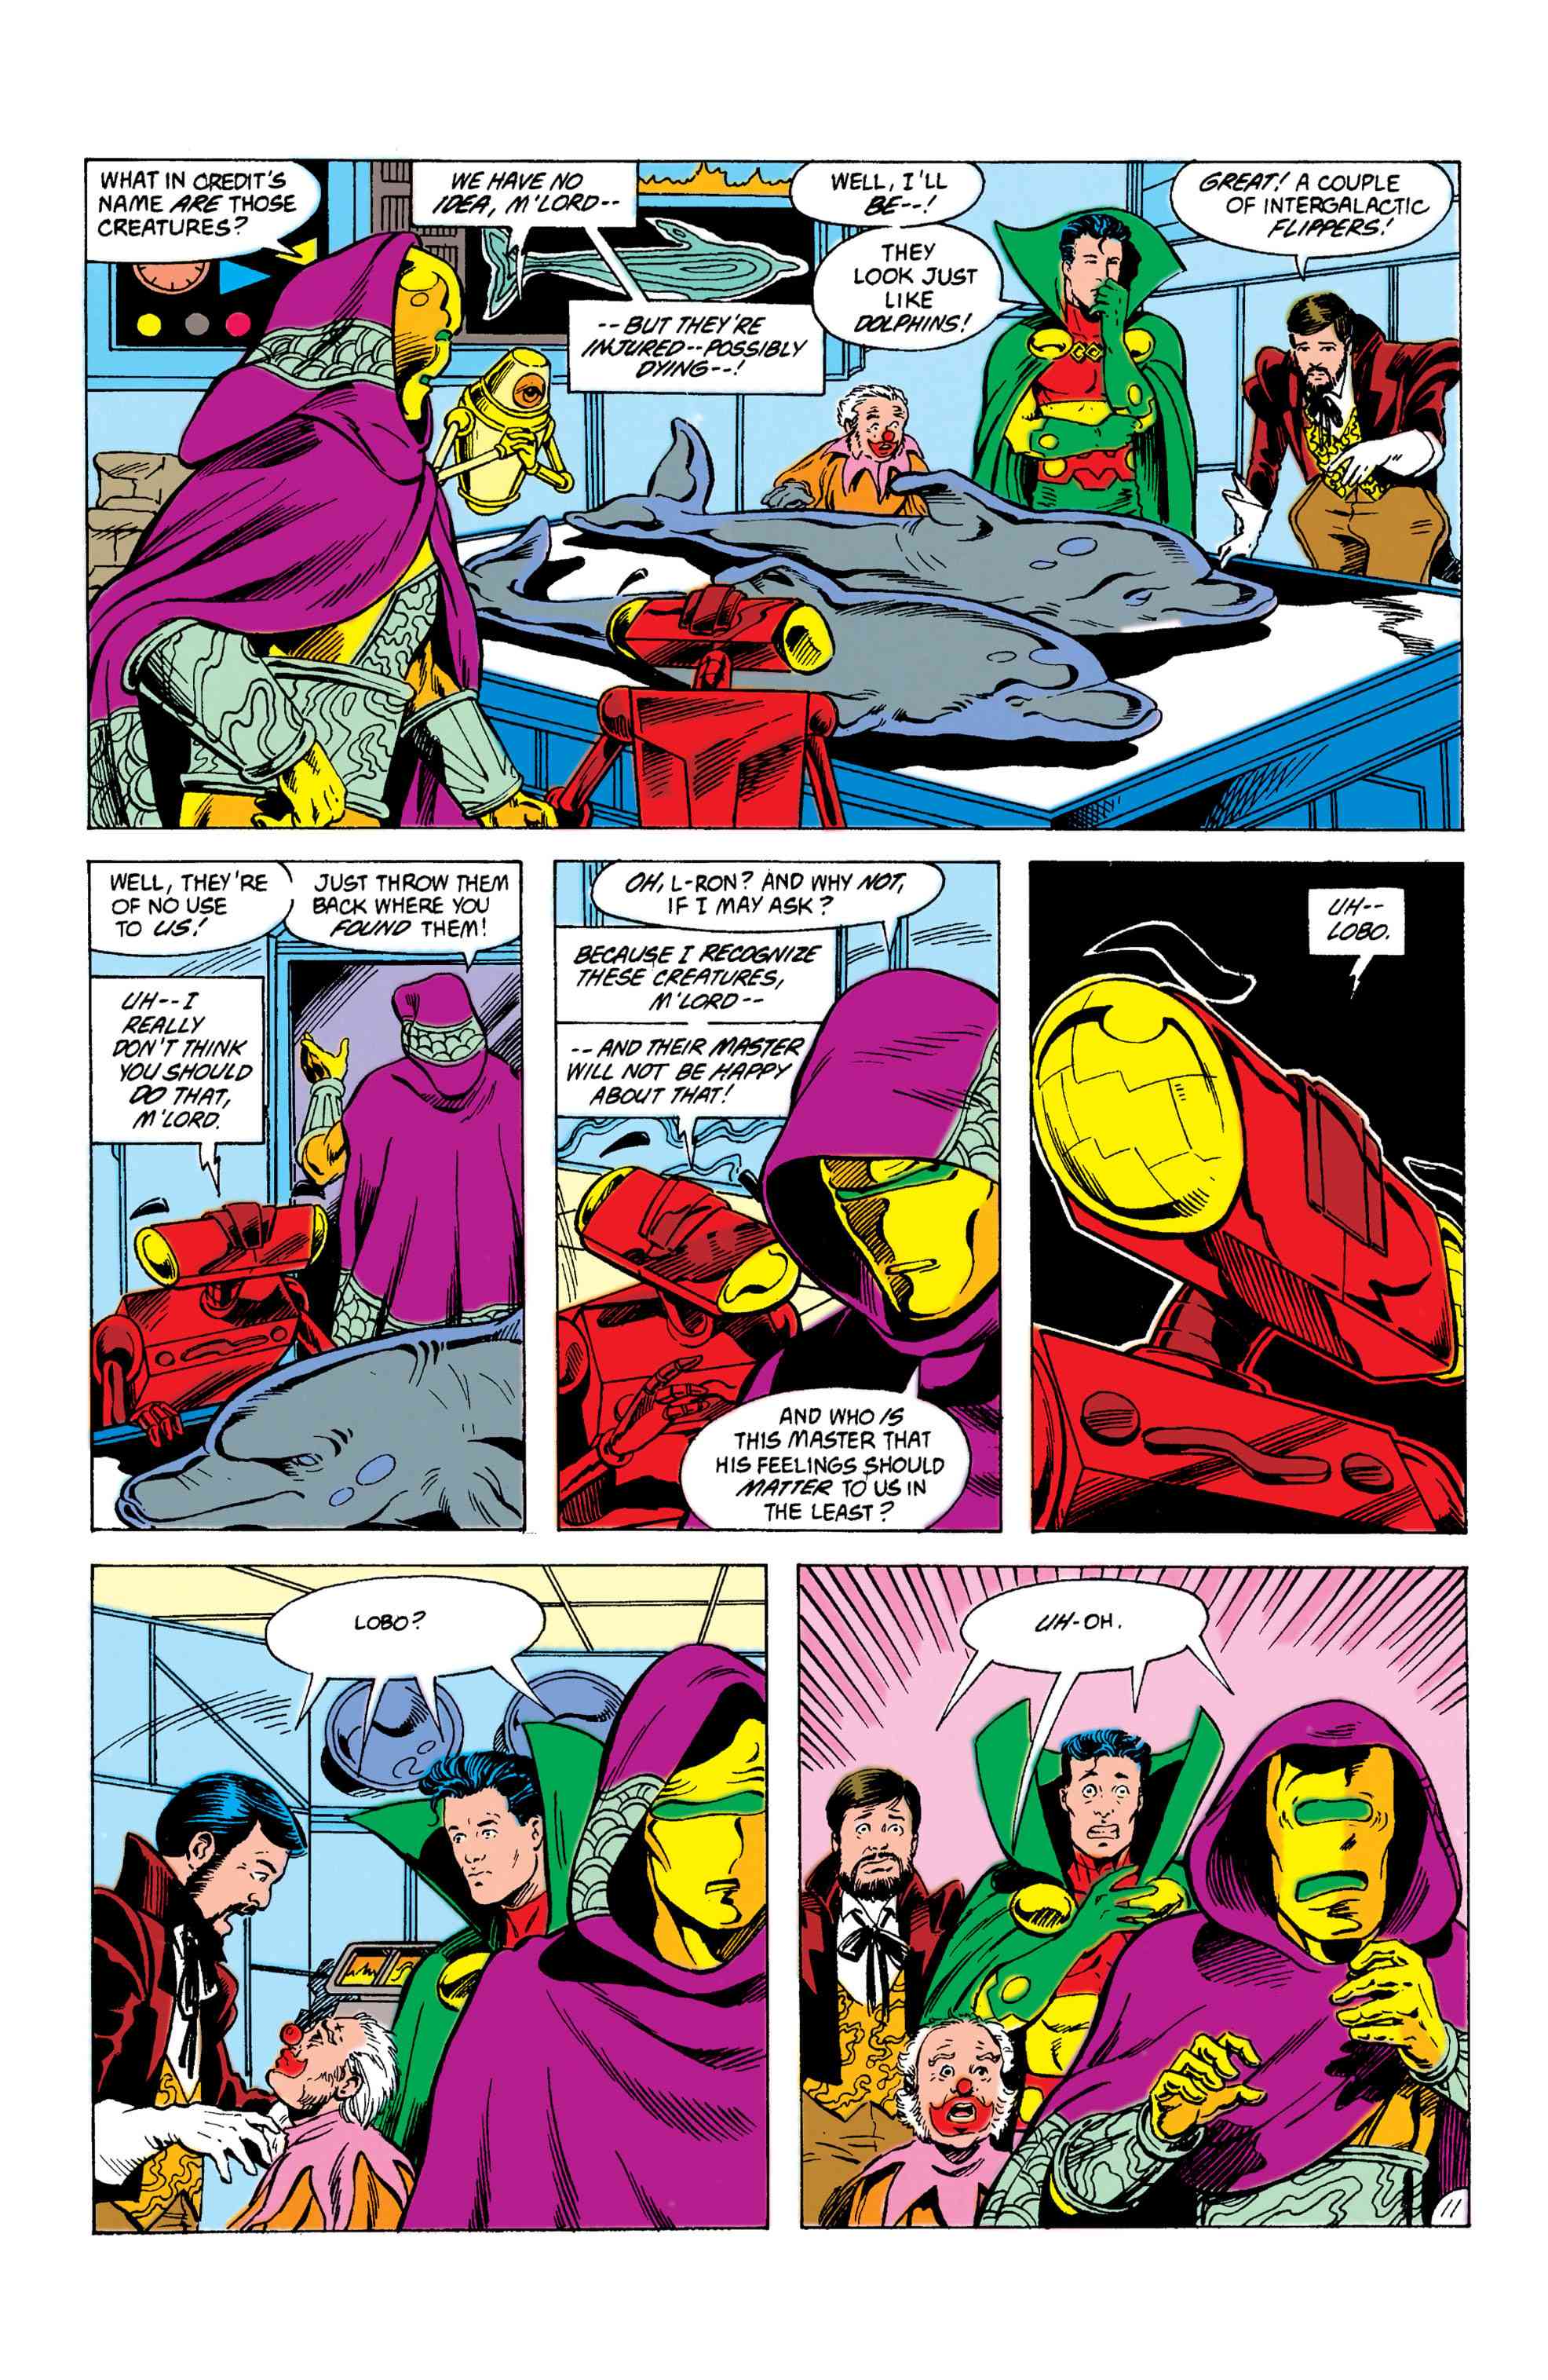 WHAT IN CREDIT'S
NAME ARE THOSE
CREATURES?
WE HAVE NO
IDEA, M'LORD--
--BUT THEY'RE
INJURED--POSSIBLY
DYING--!
WELL, I'LL
BE--!
THEY
LOOK JUST
LIKE
DOLPHINS!
GREAT! A COUPLE
OF INTERGALACTIC
FLIPPERS!
WELL, THEY'RE
OF NO USE
TO US!
JUST THROW THEM
BACK WHERE YOU
FOUND THEM!
UH--I
REALLY
DON'T THINK
YOU SHOULD
DO THAT,
M'LORD.
OH, L-RON? AND WHY NOT,
IF I MAY ASK?
BECAUSE I RECOGNIZE
THESE CREATURES,
M'LORD--
--AND THEIR MASTER
WILL NOT BE HAPPY
ABOUT THAT!
AND WHO IS
THIS MASTER THAT
HIS FEELINGS SHOULD
MATTER TO US IN
THE LEAST?
UH--
LOBO.
LOBO?
UH-OH.
11